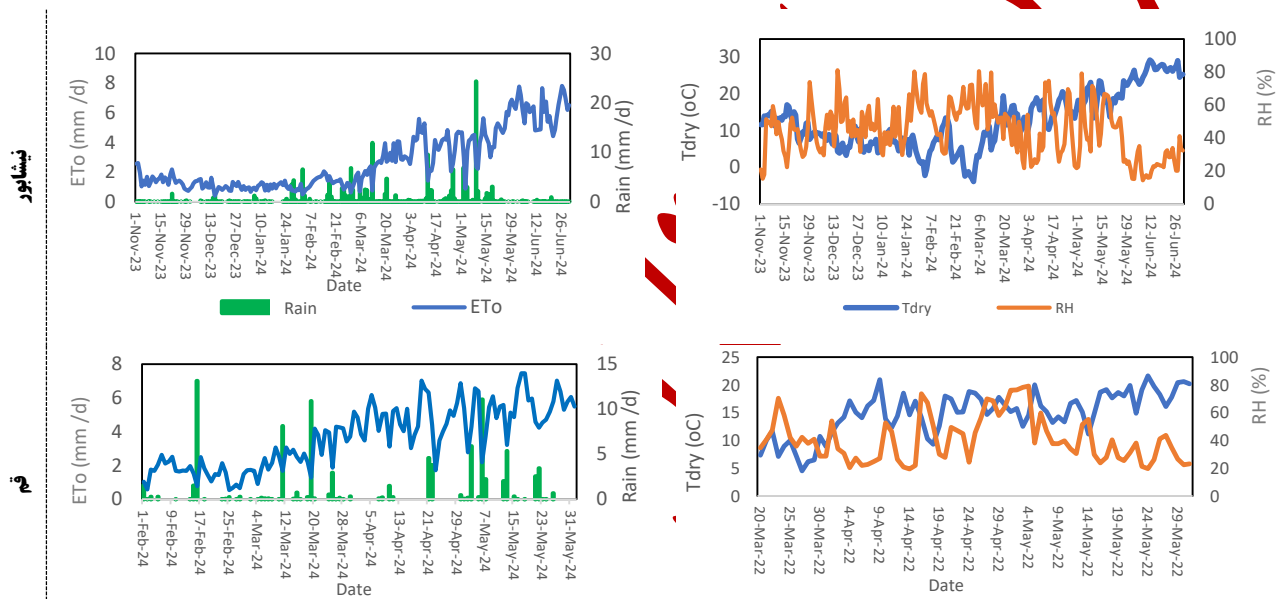 نیشابور
10
8
6
4
2
0
ETo (mm /d)
30
20
10
0
Rain (mm /d)
1-Nov-23
15-Nov-23
29-Nov-23
13-Dec-23
27-Dec-23
10-Jan-24
24-Jan-24
7-Feb-24
21-Feb-24
6-Mar-24
20-Mar-24
3-Apr-24
17-Apr-24
1-May-24
15-May-24
29-May-24
12-Jun-24
26-Jun-24
Date
Rain
ETo
30
20
10
0
-10
Tdry (oC)
100
80
60
40
20
0
RH (%)
1-Nov-23
15-Nov-23
29-Nov-23
13-Dec-23
27-Dec-23
10-Jan-24
24-Jan-24
7-Feb-24
21-Feb-24
6-Mar-24
20-Mar-24
3-Apr-24
17-Apr-24
1-May-24
15-May-24
29-May-24
12-Jun-24
26-Jun-24
Tdry
RH
قم
8
6
4
2
0
ETo (mm /d)
15
10
5
0
Rain (mm /d)
1-Feb-24
9-Feb-24
17-Feb-24
25-Feb-24
4-Mar-24
12-Mar-24
20-Mar-24
28-Mar-24
5-Apr-24
13-Apr-24
21-Apr-24
29-Apr-24
7-May-24
15-May-24
23-May-24
31-May-24
Date
25
20
15
10
5
0
Tdry (oC)
100
80
60
40
20
0
RH (%)
20-Mar-22
25-Mar-22
30-Mar-22
4-Apr-22
9-Apr-22
14-Apr-22
19-Apr-22
24-Apr-22
29-Apr-22
4-May-22
9-May-22
14-May-22
19-May-22
24-May-22
29-May-22
Date